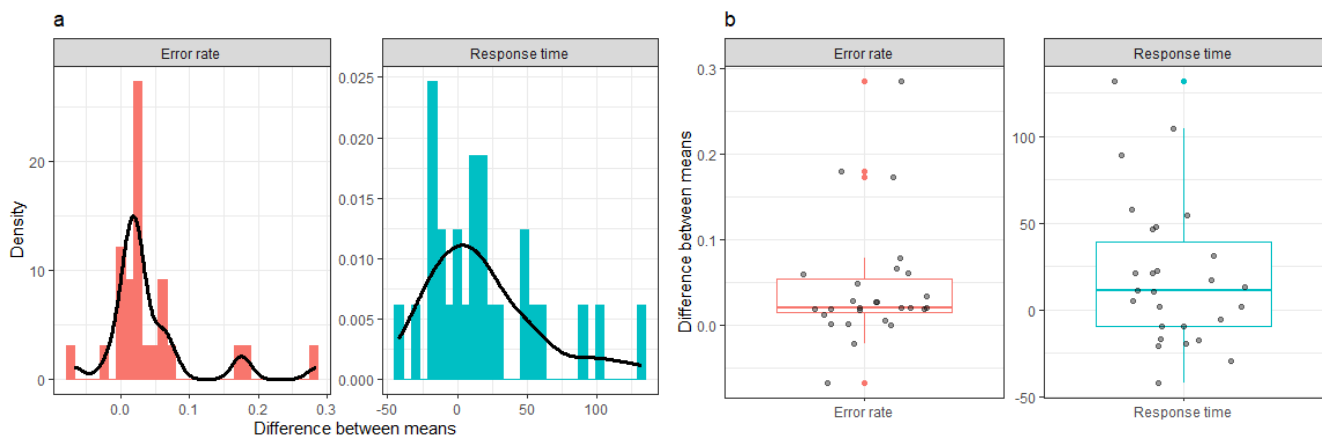 a
Error rate
Response time
Density
20
10
0
0.0 0.1 0.2 0.3
0.025
0.020
0.015
0.010
0.005
0.000
-50 0 50 100
Difference between means
b
Error rate
Response time
Difference between means
0.3
0.2
0.1
0.0
Error rate
100
50
0
-50
Response time